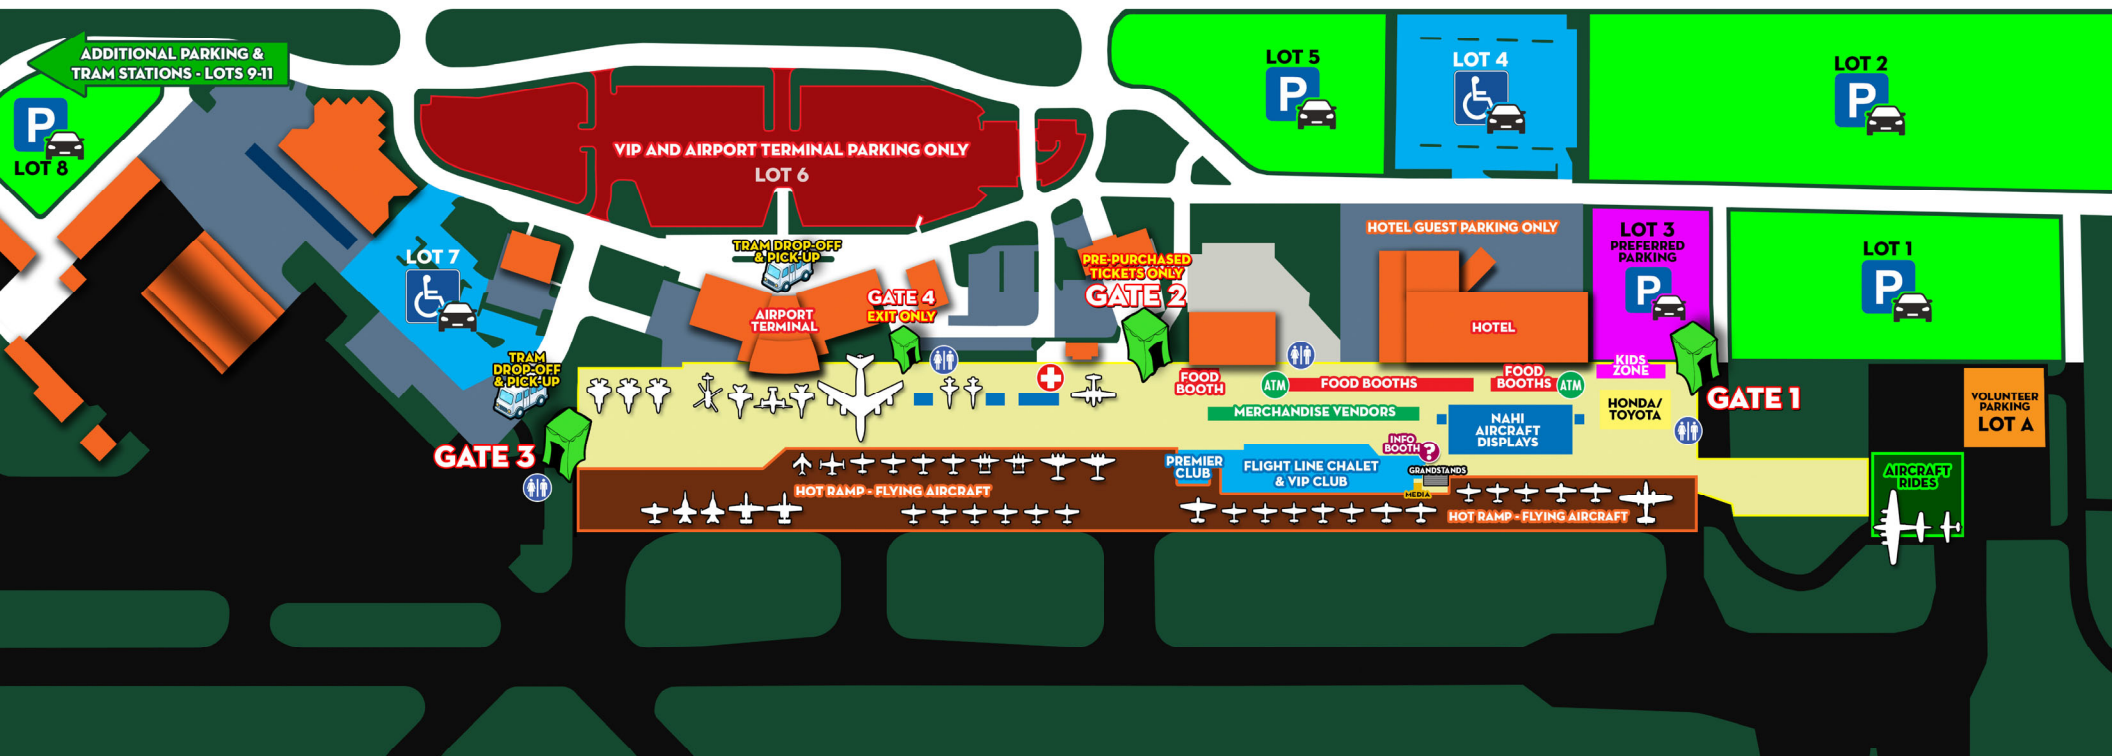 ADDITIONAL PARKING &
TRAM STATIONS - LOTS 9-11
P
LOT 8
LOT 7
VIP AND AIRPORT TERMINAL PARKING ONLY
LOT 6
LOT 5
P
LOT 4
LOT 2
P
TRAM DROP-OFF
& PICK-UP
AIRPORT
TERMINAL
GATE 4
EXIT ONLY
PRE-PURCHASED
TICKETS ONLY
GATE 2
HOTEL GUEST PARKING ONLY
HOTEL
LOT 3
PREFERRED
PARKING
P
LOT 1
P
TRAM
DROP-OFF
& PICK-UP
GATE 3
FOOD
BOOTH
ATM
FOOD BOOTHS
FOOD
BOOTHS
ATM
KIDS
ZONE
GATE 1
MERCHANDISE VENDORS
NAHI
AIRCRAFT
DISPLAYS
HONDA/
TOYOTA
VOLUNTEER
PARKING
LOT A
PREMIER
CLUB
FLIGHT LINE CHALET
& VIP CLUB
INFO
BOOTH
?
GRANDSTANDS
MEDIA
AIRCRAFT
RIDES
HOT RAMP - FLYING AIRCRAFT
HOT RAMP - FLYING AIRCRAFT